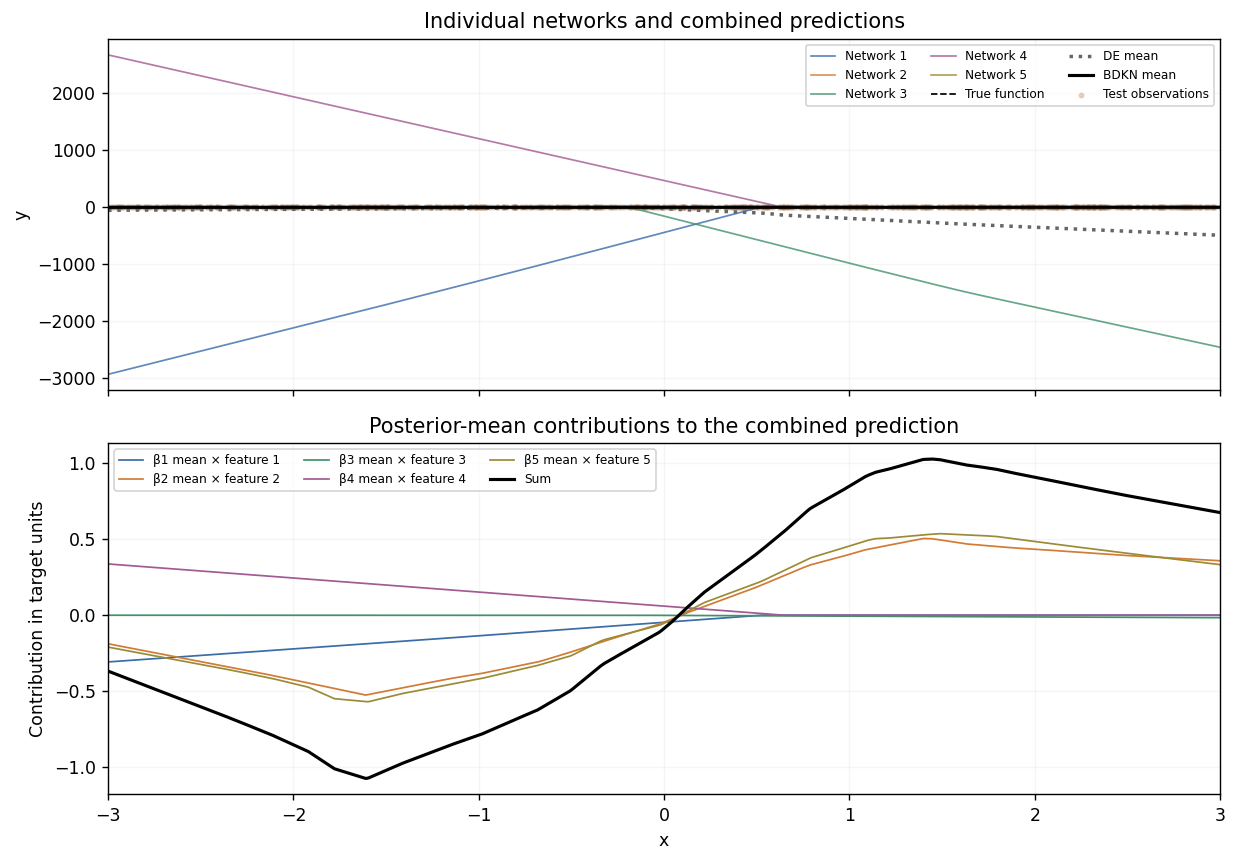 Individual networks and combined predictions
Network 1
Network 2
Network 3
Network 4
Network 5
True function
DE mean
BDKN mean
Test observations
y
2000
1000
0
−1000
−2000
−3000
Posterior-mean contributions to the combined prediction
β1 mean × feature 1
β2 mean × feature 2
β3 mean × feature 3
β4 mean × feature 4
β5 mean × feature 5
Sum
Contribution in target units
1.0
0.5
0.0
−0.5
−1.0
−3 −2 −1 0 1 2 3
x